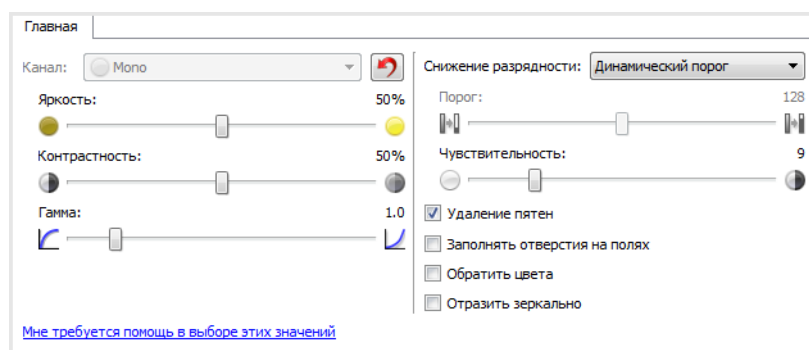 Главная
Канал: Mono
Яркость: 50%
Контрастность: 50%
Гамма: 1.0
Мне требуется помощь в выборе этих значений
Снижение разрядности: Динамический порог
Порог: 128
Чувствительность: 9
Удаление пятен
Заполнять отверстия на полях
Обратить цвета
Отразить зеркально